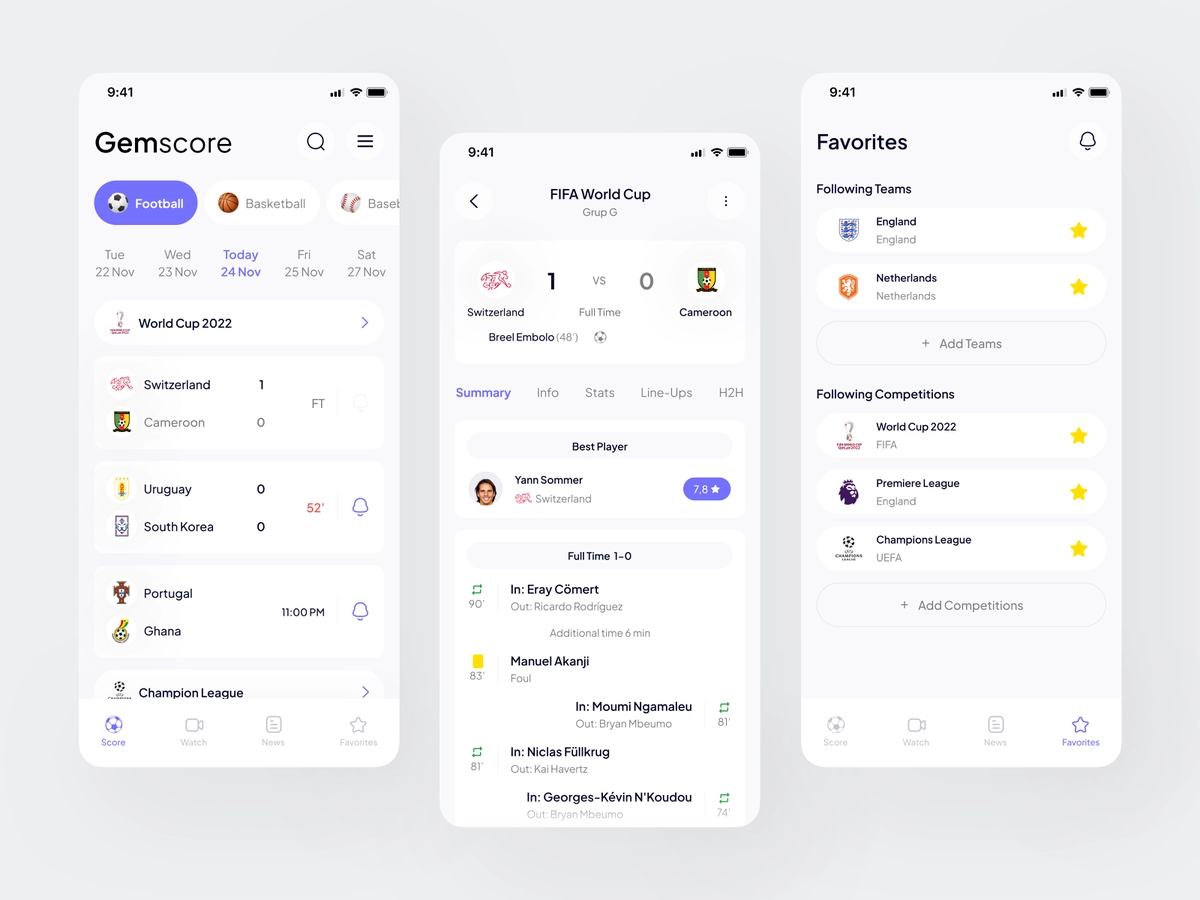 9:41
Gemscore
Football
Basketball
Baseb
Tue
22 Nov
Wed
23 Nov
Today
24 Nov
Fri
25 Nov
Sat
27 Nov
World Cup 2022
Switzerland 1
Cameroon 0
FT
Uruguay 0
South Korea 0
52'
Portugal
Ghana
11:00 PM
Champion League
Score
Watch
News
Favorites
9:41
FIFA World Cup
Grup G
1 VS 0
Switzerland
Full Time
Cameroon
Breel Embolo (48')
Summary
Info
Stats
Line-Ups
H2H
Best Player
Yann Sommer
Switzerland
7,8
Full Time 1-0
In: Eray Cömert
Out: Ricardo Rodríguez
90'
Additional time 6 min
Manuel Akanji
Foul
83'
In: Moumi Ngamaleu
Out: Bryan Mbeumo
81'
In: Niclas Füllkrug
Out: Kai Havertz
81'
In: Georges-Kévin N'Koudou
Out: Bryan Mbeumo
74'
9:41
Favorites
Following Teams
England
England
Netherlands
Netherlands
+ Add Teams
Following Competitions
World Cup 2022
FIFA
Premiere League
England
Champions League
UEFA
+ Add Competitions
Score
Watch
News
Favorites